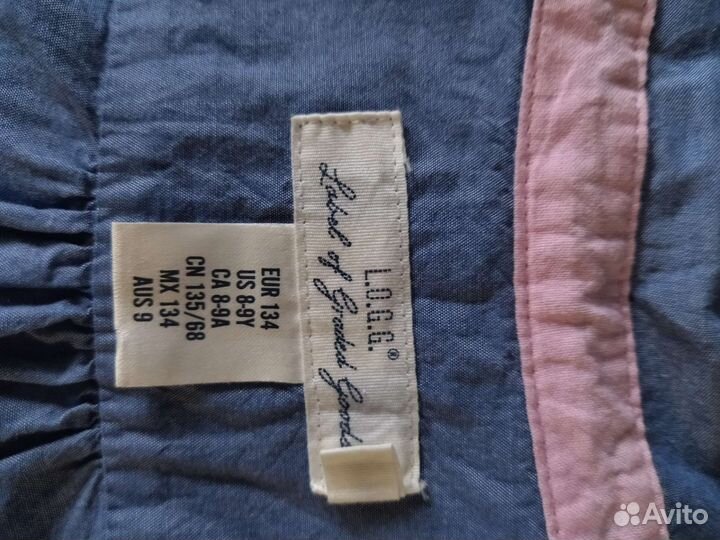 L.O.G.G.®
Label of Graded Goods
EUR 134
US 8-9Y
CA 8-9A
CN 135/68
MX 134
AUS 9
Avito